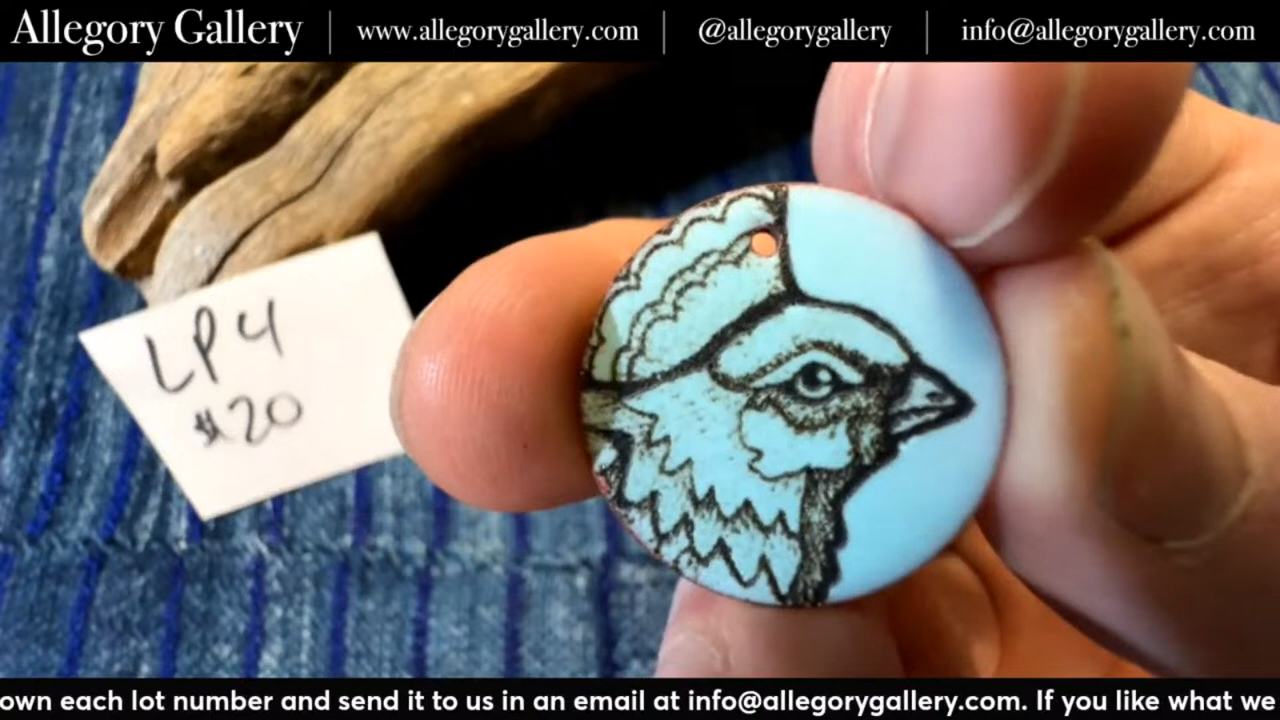 Allegory Gallery | www.allegorygallery.com | @allegorygallery | info@allegorygallery.com
LP4
$20
own each lot number and send it to us in an email at info@allegorygallery.com. If you like what we